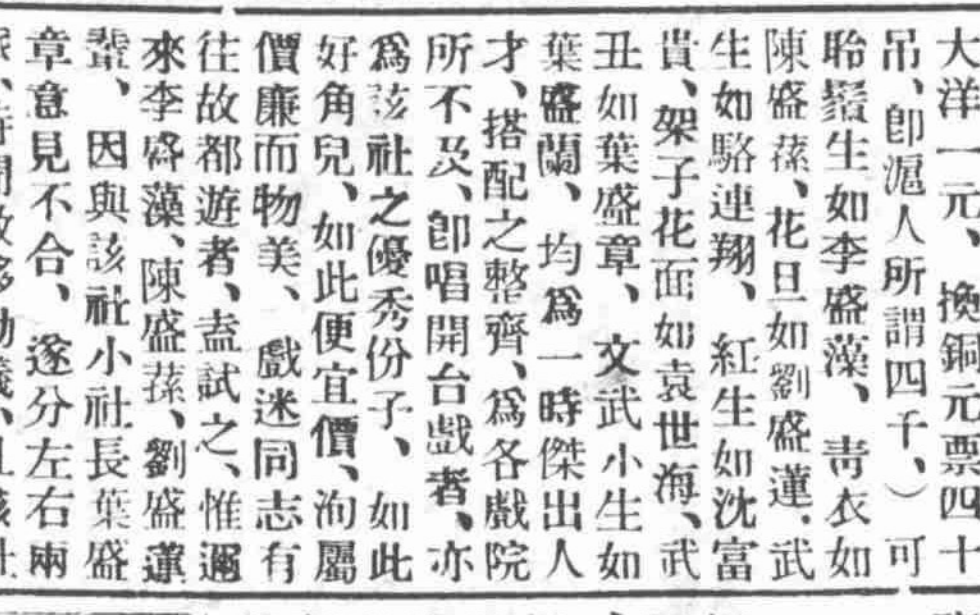 大洋一元、換銅元票四十
吊、卽滬人所謂四千、）可
聆鬚生如李盛藻、靑衣如
陳盛蓀、花旦如劉盛蓮、武
生如駱連翔、紅生如沈富
貴、架子花面如袁世海、武
丑如葉盛章、文武小生如
葉盛蘭、均爲一時傑出人
才、搭配之整齊、爲各戲院
所不及、卽唱開台戲者、亦
爲該社之優秀份子、如此
好角兒、如此便宜價、洵屬
價廉而物美、戲迷同志有
往故都遊者、盍試之、惟邇
來李盛藻、陳盛蓀、劉盛蓮
輩、因與該社小社長葉盛
章意見不合、遂分左右兩